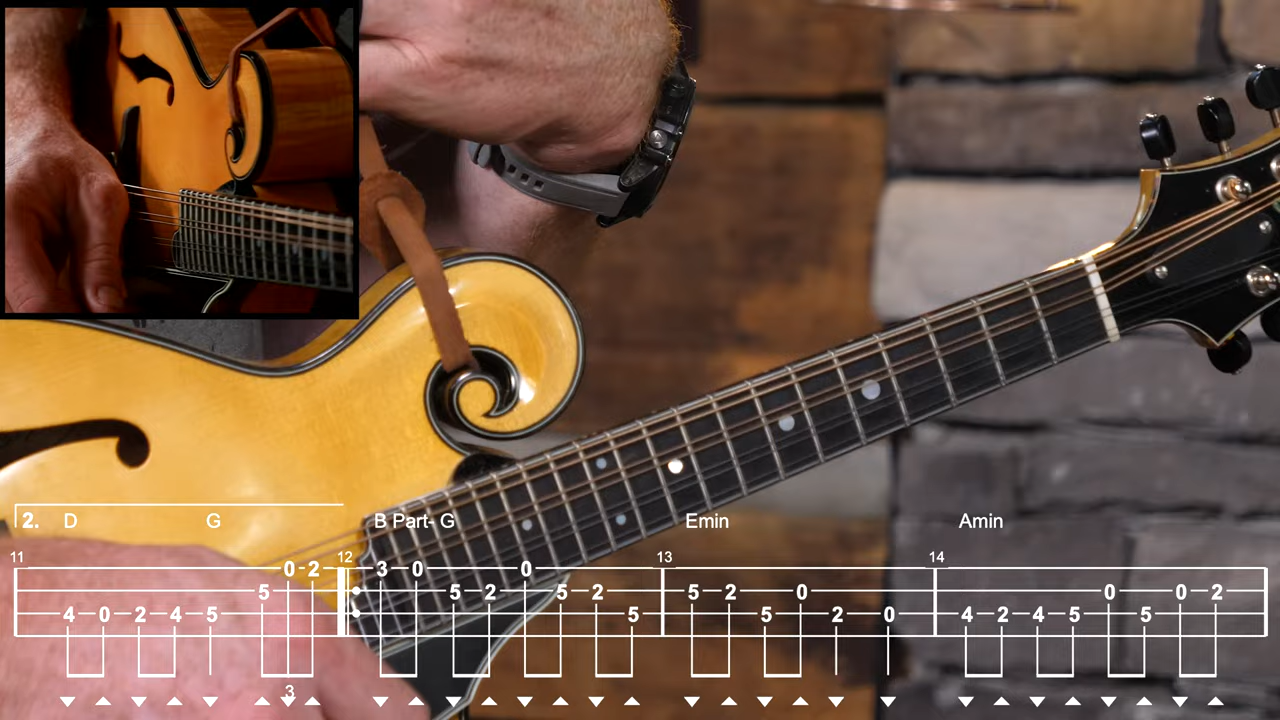 2. D G B Part- G Emin Amin
11 12 13 14
0-2 3 0 0
5 5 2 5 2 5 2 0 0 0 2
4 0 2 4 5 5 5 2 0 4 2 4 5 5
3